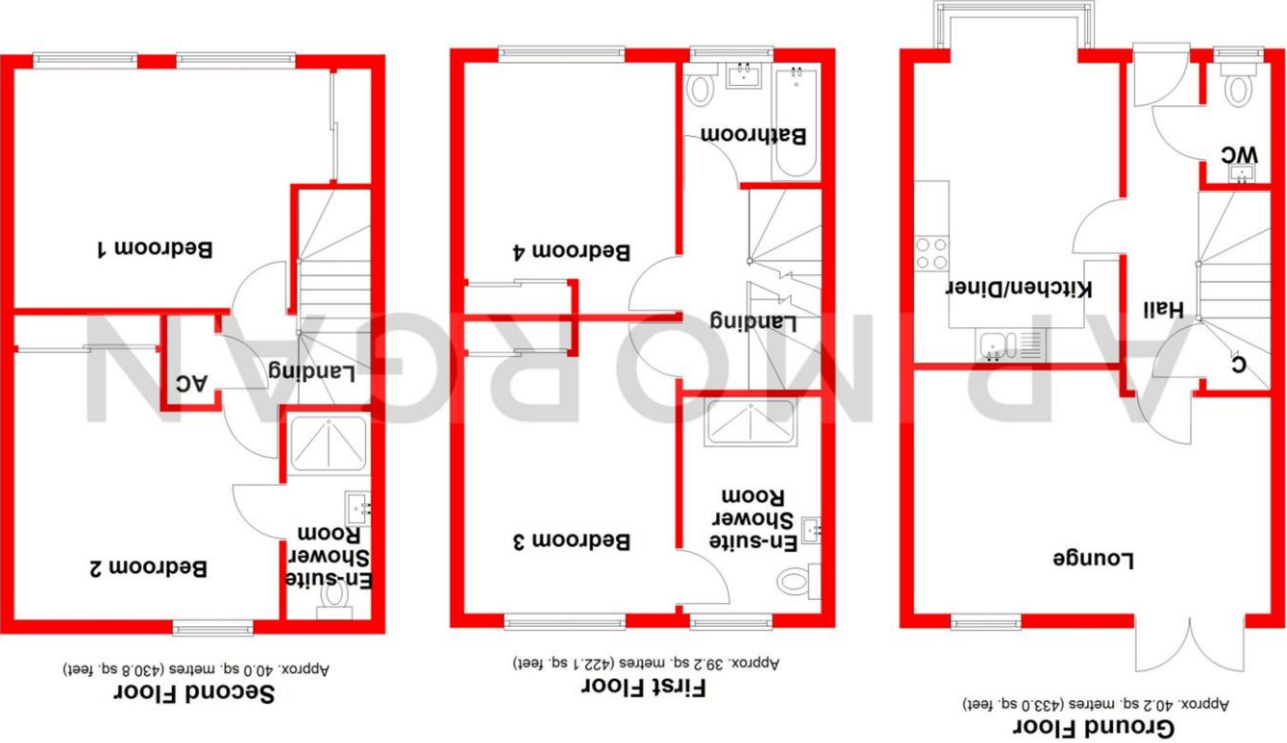 Ground Floor
Approx. 40.2 sq. metres (433.0 sq. feet)
Lounge
C
Hall
Kitchen/Diner
WC
First Floor
Approx. 39.2 sq. metres (422.1 sq. feet)
En-suite
Shower
Room
Bedroom 3
Landing
Bedroom 4
Bathroom
Second Floor
Approx. 40.0 sq. metres (430.8 sq. feet)
En-suite
Shower
Room
Bedroom 2
Landing
AC
Bedroom 1
AP MORGAN